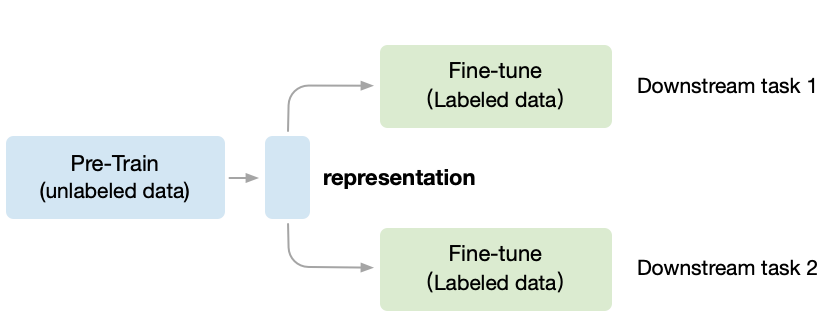 Fine-tune
(Labeled data)
Downstream task 1
Pre-Train
(unlabeled data)
representation
Fine-tune
(Labeled data)
Downstream task 2